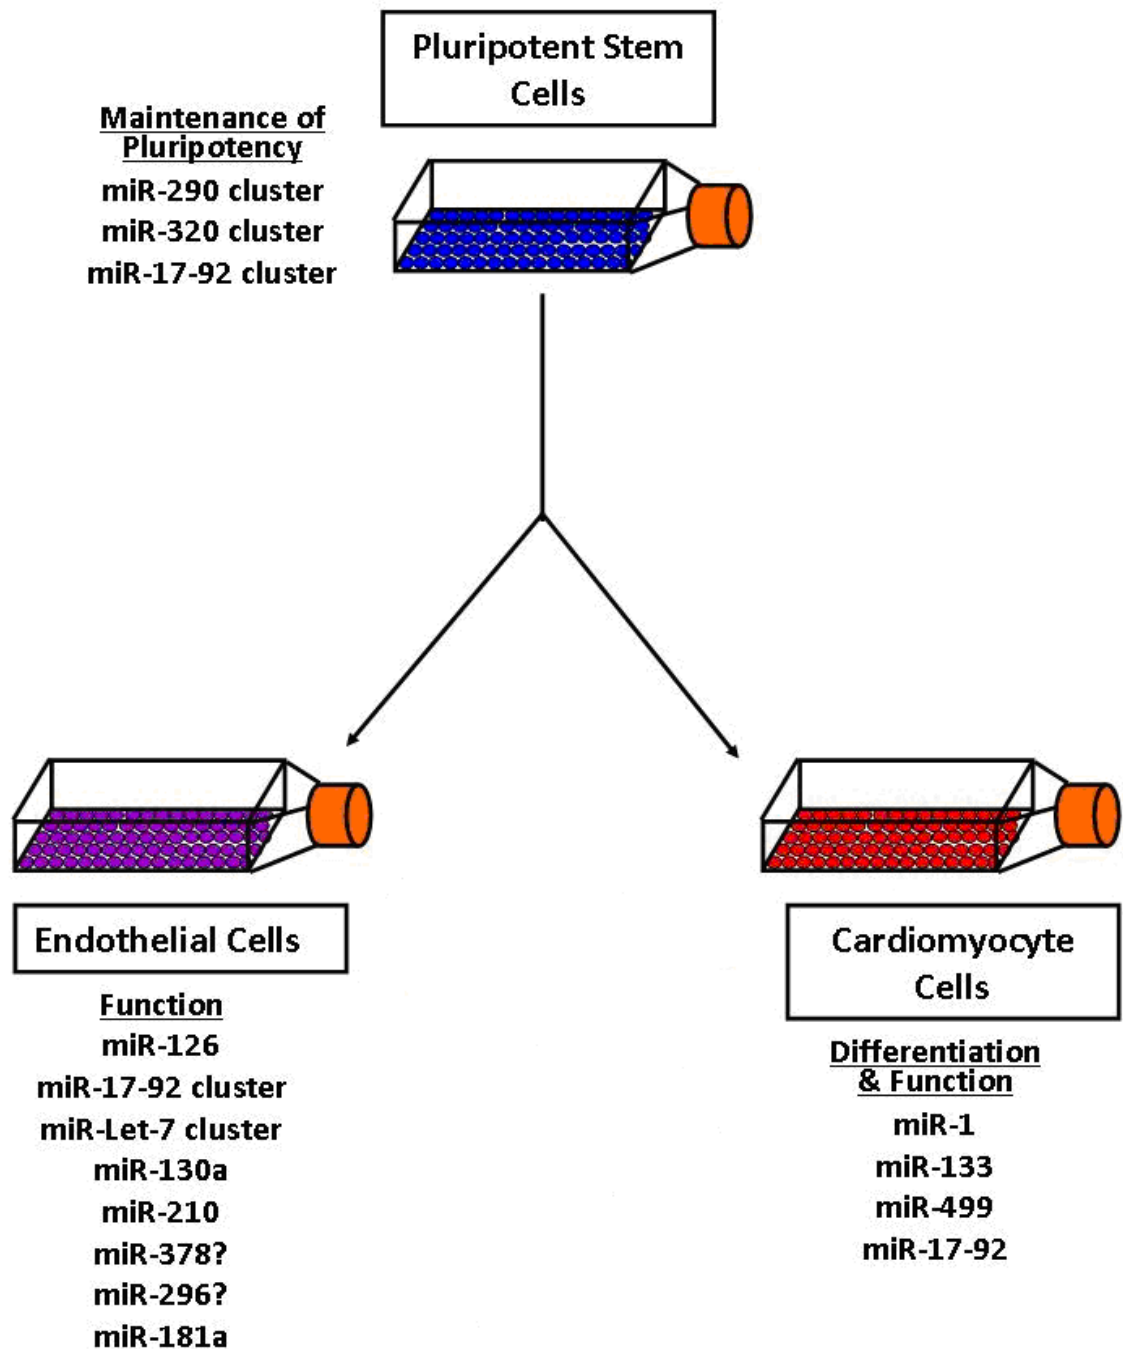 Pluripotent Stem
Cells
Maintenance of
Pluripotency
miR-290 cluster
miR-320 cluster
miR-17-92 cluster
Endothelial Cells
Function
miR-126
miR-17-92 cluster
miR-Let-7 cluster
miR-130a
miR-210
miR-378?
miR-296?
miR-181a
Cardiomyocyte
Cells
Differentiation
& Function
miR-1
miR-133
miR-499
miR-17-92